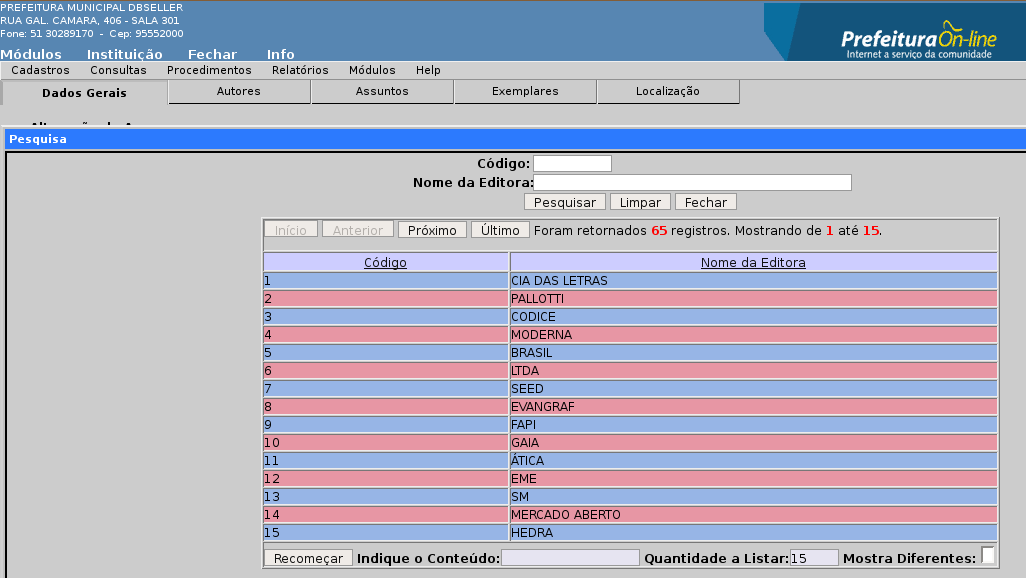 PREFEITURA MUNICIPAL DBSELLER
RUA GAL. CAMARA, 406 - SALA 301
Fone: 51 30289170 - Cep: 95552000
PrefeituraOn-line
Internet a serviço da comunidade
Módulos Instituição Fechar Info
Cadastros Consultas Procedimentos Relatórios Módulos Help
Dados Gerais Autores Assuntos Exemplares Localização
Pesquisa
Código:
Nome da Editora:
Pesquisar Limpar Fechar
Início Anterior Próximo Último Foram retornados 65 registros. Mostrando de 1 até 15.
Código Nome da Editora
1 CIA DAS LETRAS
2 PALLOTTI
3 CODICE
4 MODERNA
5 BRASIL
6 LTDA
7 SEED
8 EVANGRAF
9 FAPI
10 GAIA
11 ÁTICA
12 EME
13 SM
14 MERCADO ABERTO
15 HEDRA
Recomeçar Indique o Conteúdo: Quantidade a Listar:15 Mostra Diferentes: